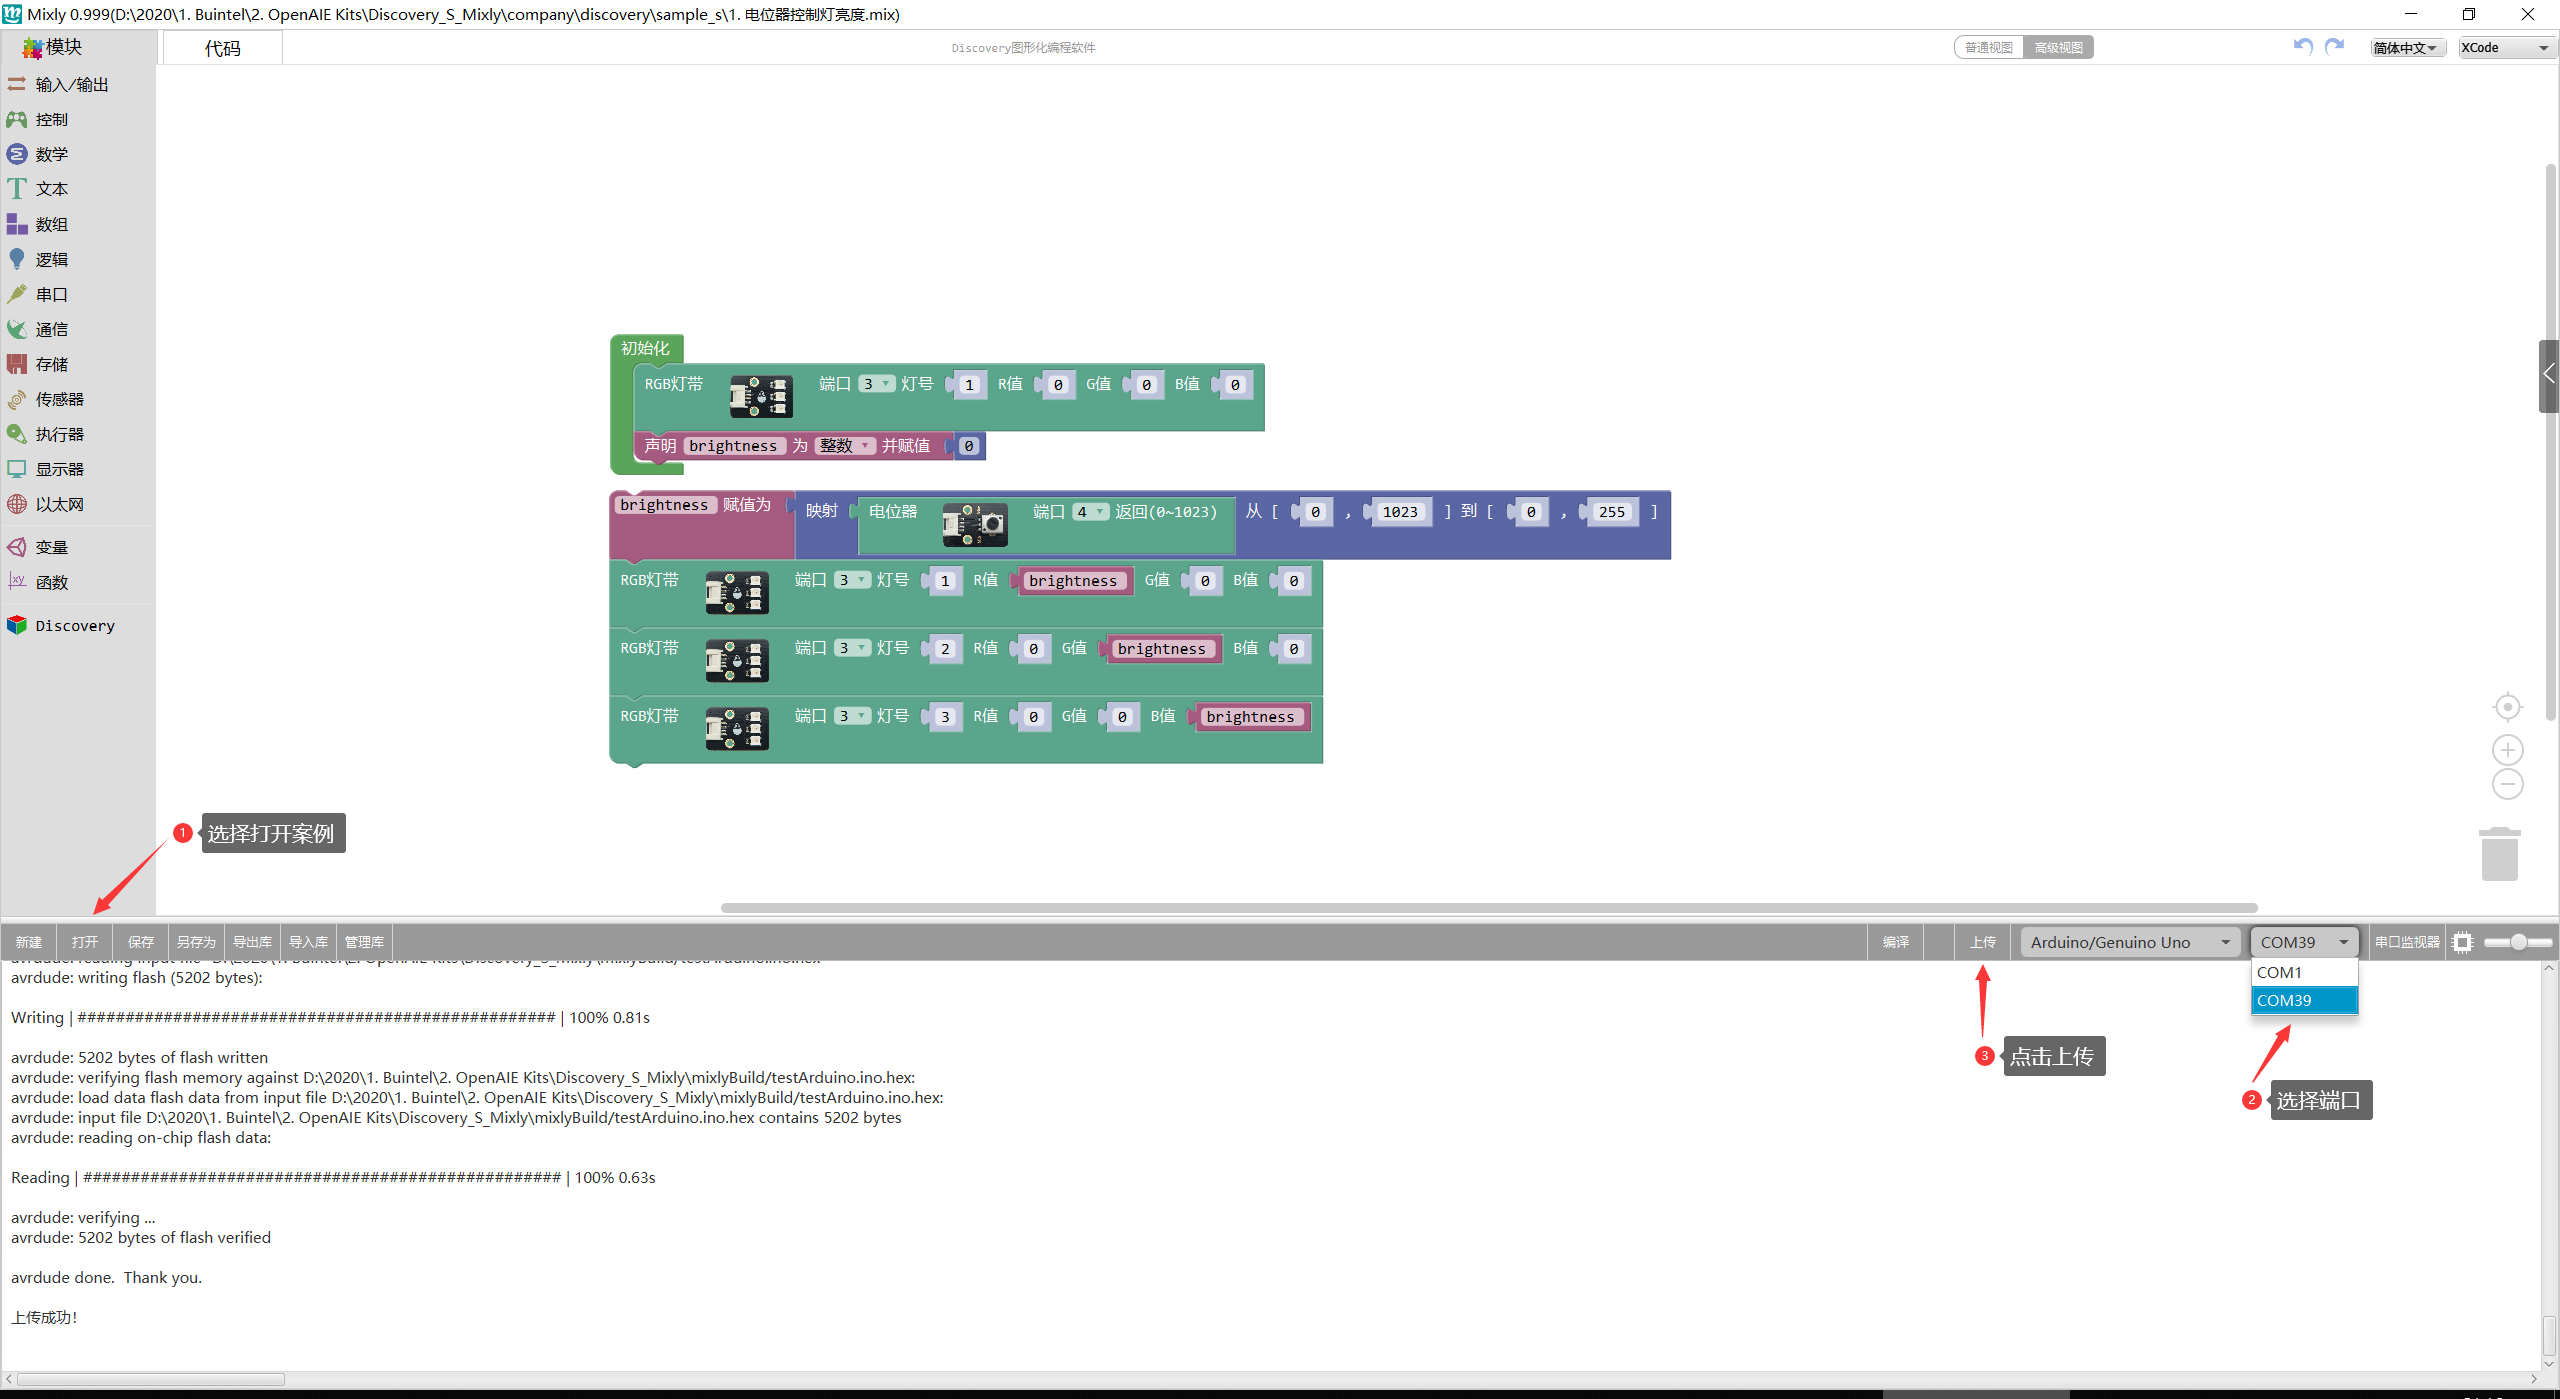 Mixly 0.999(D:\2020\1. Buintel\2. OpenAIE Kits\Discovery_S_Mixly\company\discovery\sample_s\1. 电位器控制灯亮度.mix)
模块
代码
Discovery图形化编程软件
普通视图 高级视图
简体中文
XCode
输入/输出
控制
数学
文本
数组
逻辑
串口
通信
存储
传感器
执行器
显示器
以太网
变量
函数
Discovery
初始化
RGB灯带 端口 3 灯号 1 R值 0 G值 0 B值 0
声明 brightness 为 整数 并赋值 0
brightness 赋值为 映射 电位器 端口 4 返回(0~1023) 从 [ 0 , 1023 ] 到 [ 0 , 255 ]
RGB灯带 端口 3 灯号 1 R值 brightness G值 0 B值 0
RGB灯带 端口 3 灯号 2 R值 0 G值 brightness B值 0
RGB灯带 端口 3 灯号 3 R值 0 G值 0 B值 brightness
1 选择打开案例
新建 打开 保存 另存为 导出库 导入库 管理库 编译 上传 Arduino/Genuino Uno COM39 串口监视器
COM1
COM39
3 点击上传
2 选择端口
avrdude: reading input file "D:\2020\1. Buintel\2. OpenAIE Kits\Discovery_S_Mixly\mixlyBuild/testArduino.ino.hex"
avrdude: writing flash (5202 bytes):
Writing | ################################################## | 100% 0.81s
avrdude: 5202 bytes of flash written
avrdude: verifying flash memory against D:\2020\1. Buintel\2. OpenAIE Kits\Discovery_S_Mixly\mixlyBuild/testArduino.ino.hex:
avrdude: load data flash data from input file D:\2020\1. Buintel\2. OpenAIE Kits\Discovery_S_Mixly\mixlyBuild/testArduino.ino.hex:
avrdude: input file D:\2020\1. Buintel\2. OpenAIE Kits\Discovery_S_Mixly\mixlyBuild/testArduino.ino.hex contains 5202 bytes
avrdude: reading on-chip flash data:
Reading | ################################################## | 100% 0.63s
avrdude: verifying ...
avrdude: 5202 bytes of flash verified
avrdude done.  Thank you.
上传成功！